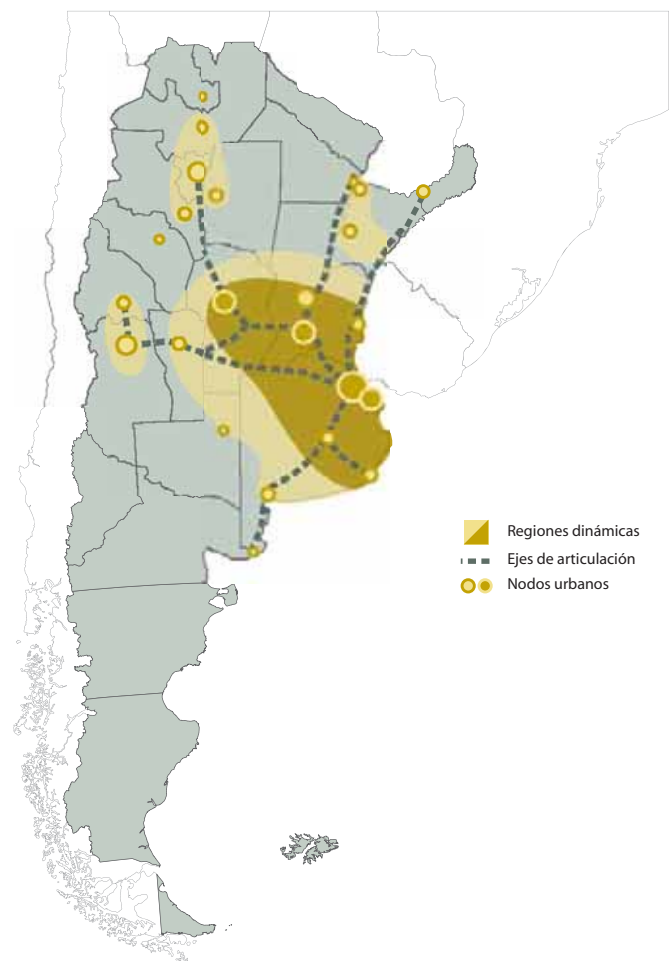 Regiones dinámicas
Ejes de articulación
Nodos urbanos